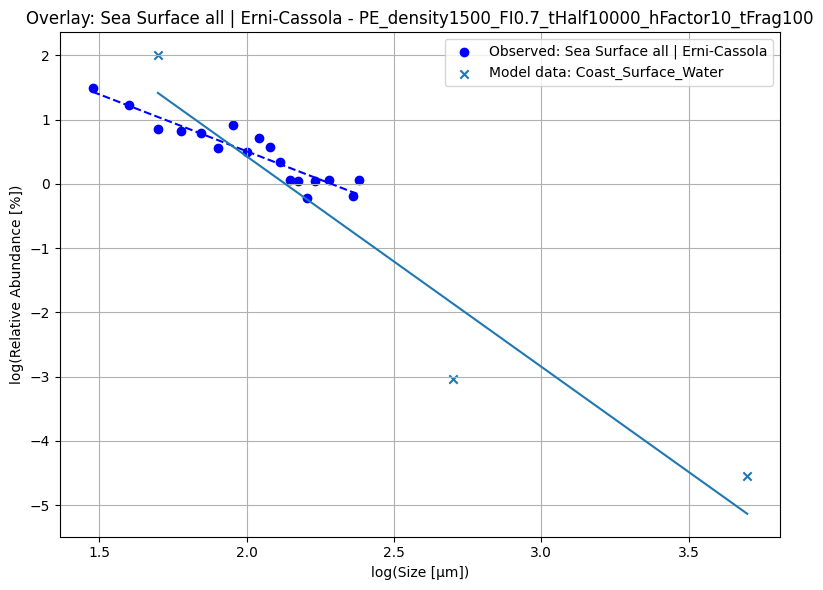 Overlay: Sea Surface all | Erni-Cassola - PE_density1500_FI0.7_tHalf10000_hFactor10_tFrag100
Observed: Sea Surface all | Erni-Cassola
Model data: Coast_Surface_Water
log(Relative Abundance [%])
2
1
0
−1
−2
−3
−4
−5
1.5 2.0 2.5 3.0 3.5
log(Size [µm])